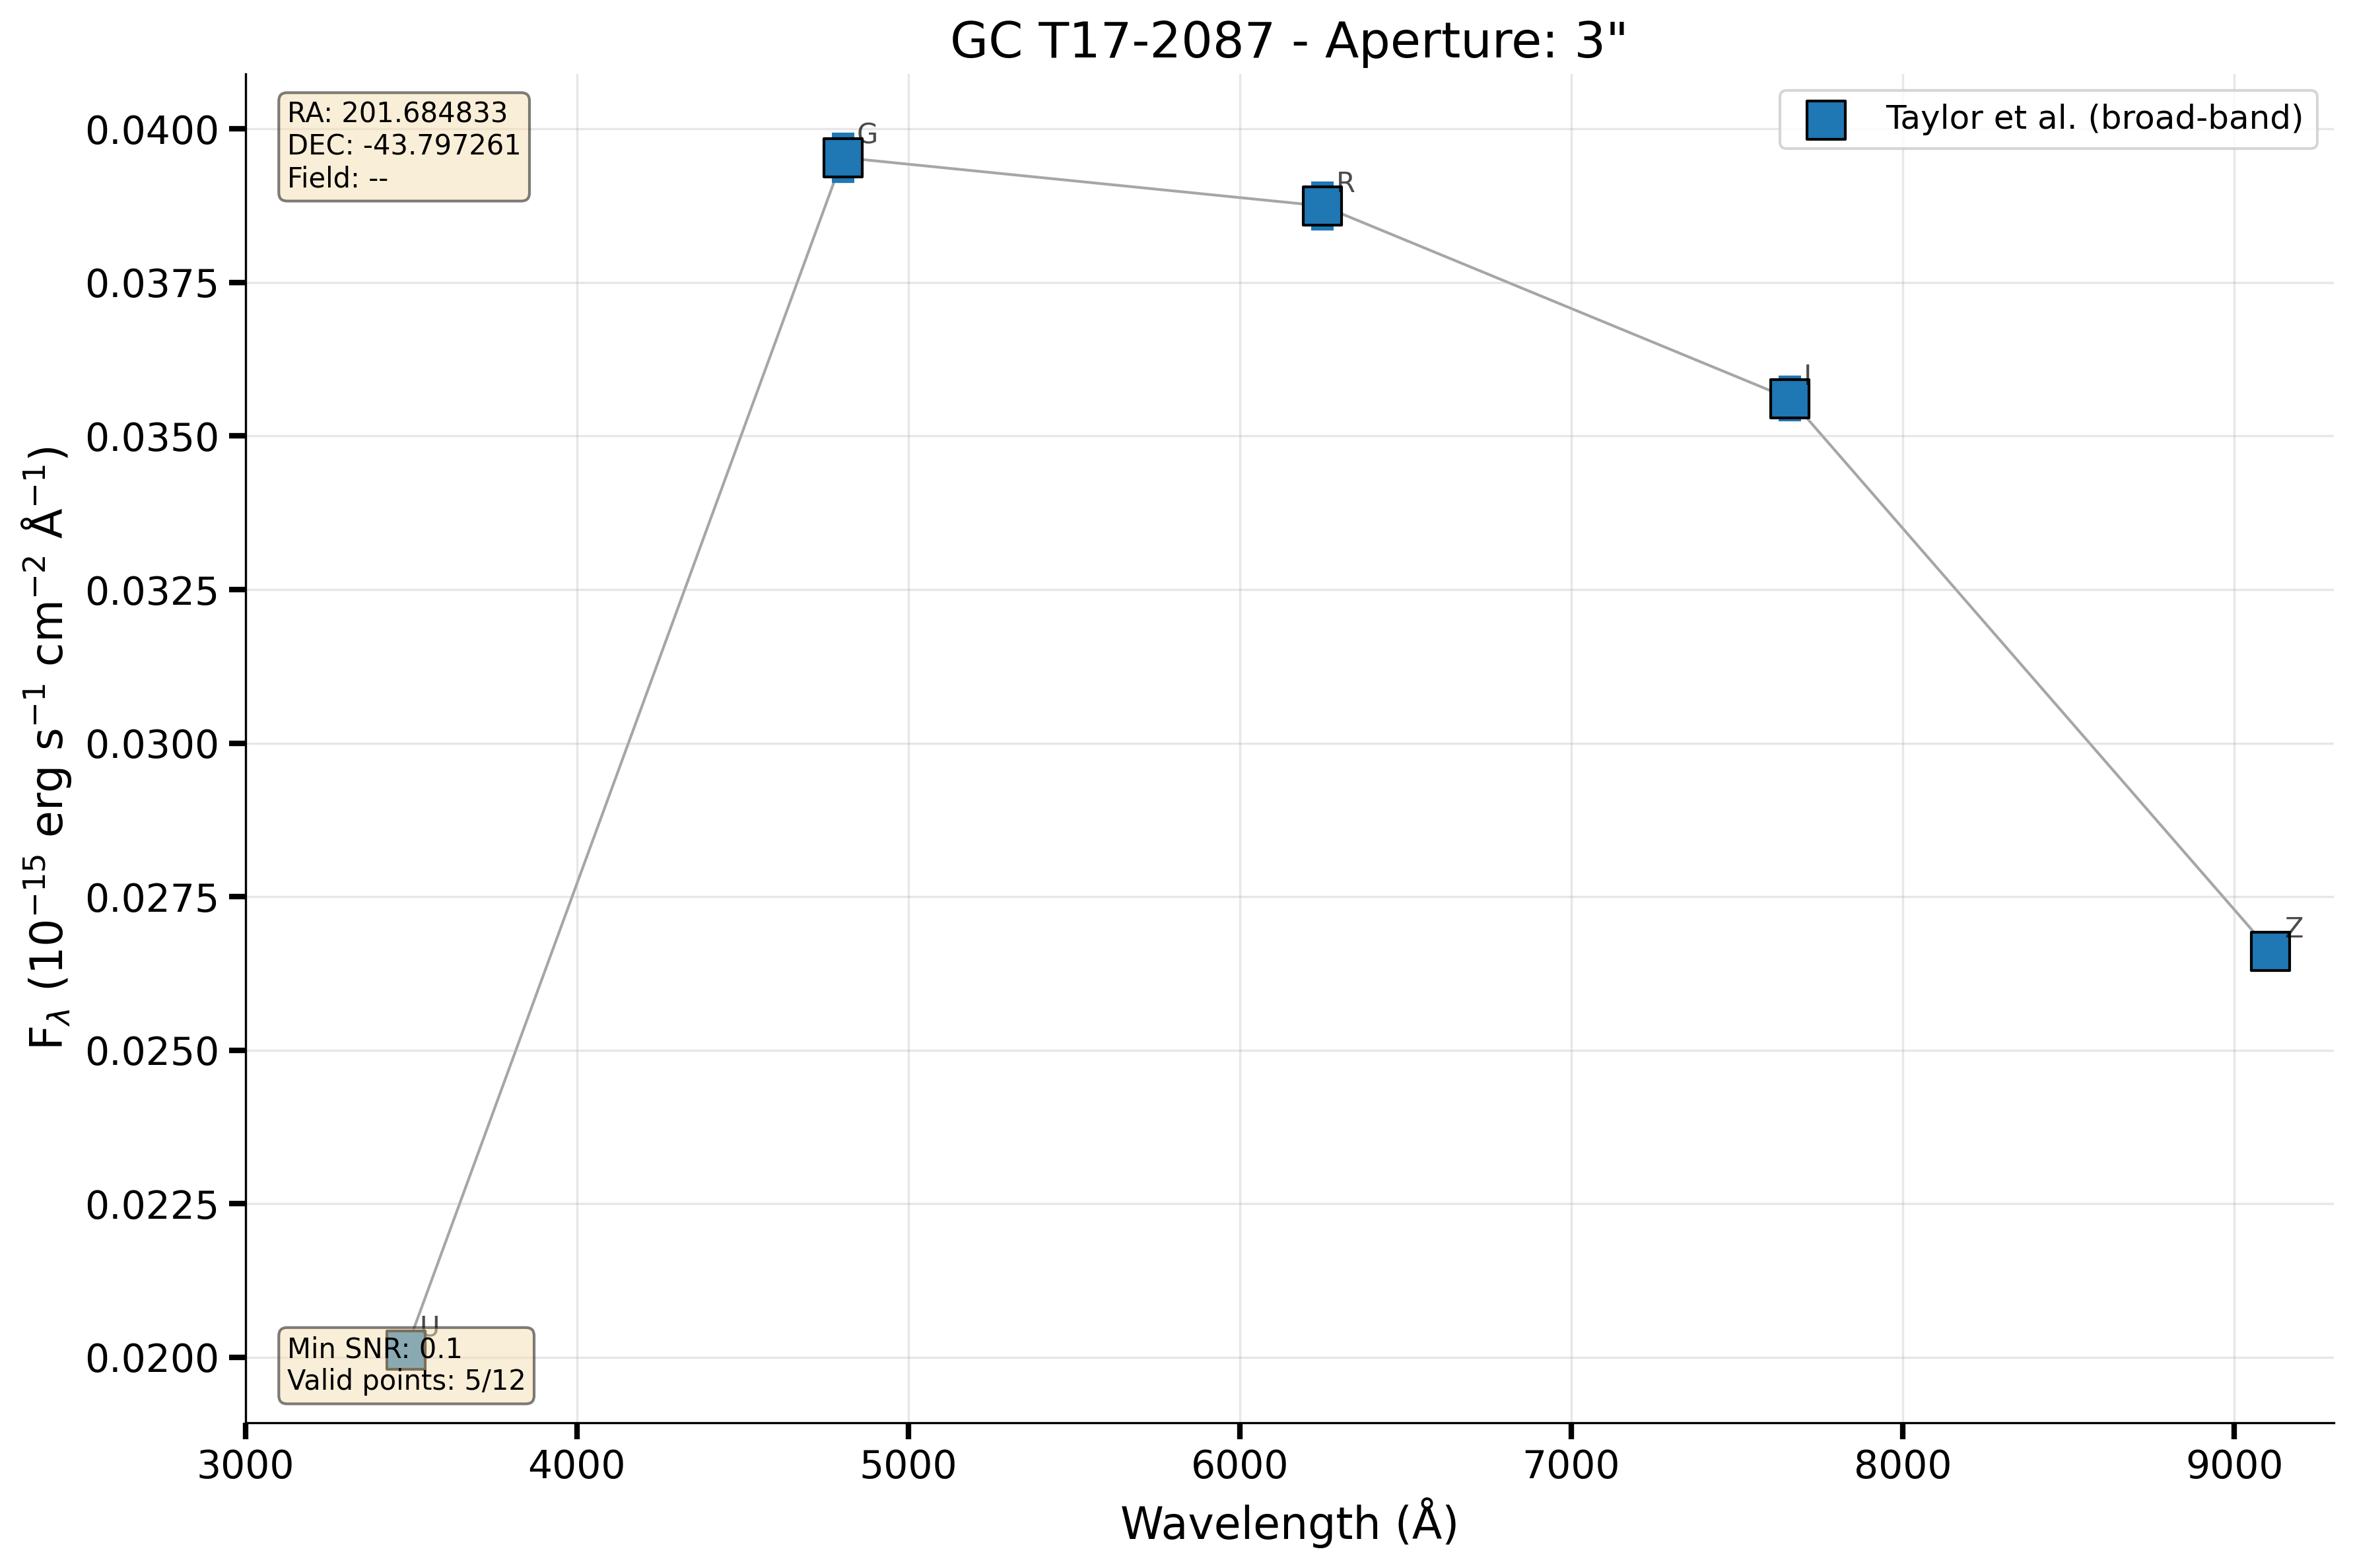 GC T17-2087 - Aperture: 3"
RA: 201.684833
DEC: -43.797261
Field: --
Taylor et al. (broad-band)
G
R
I
Z
U
Min SNR: 0.1
Valid points: 5/12
0.0400
0.0375
0.0350
0.0325
0.0300
0.0275
0.0250
0.0225
0.0200
F_λ (10⁻¹⁵ erg s⁻¹ cm⁻² Å⁻¹)
3000 4000 5000 6000 7000 8000 9000
Wavelength (Å)